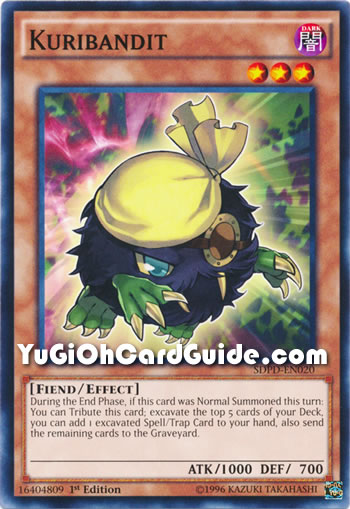 KURIBANDIT
DARK
闇
YuGiOhCardGuide.com
SDPD-EN020
[FIEND/EFFECT]
During the End Phase, if this card was Normal Summoned this turn:
You can Tribute this card; excavate the top 5 cards of your Deck,
you can add 1 excavated Spell/Trap Card to your hand, also send
the remaining cards to the Graveyard.
ATK/1000 DEF/ 700
16404809 1st Edition ©1996 KAZUKI TAKAHASHI